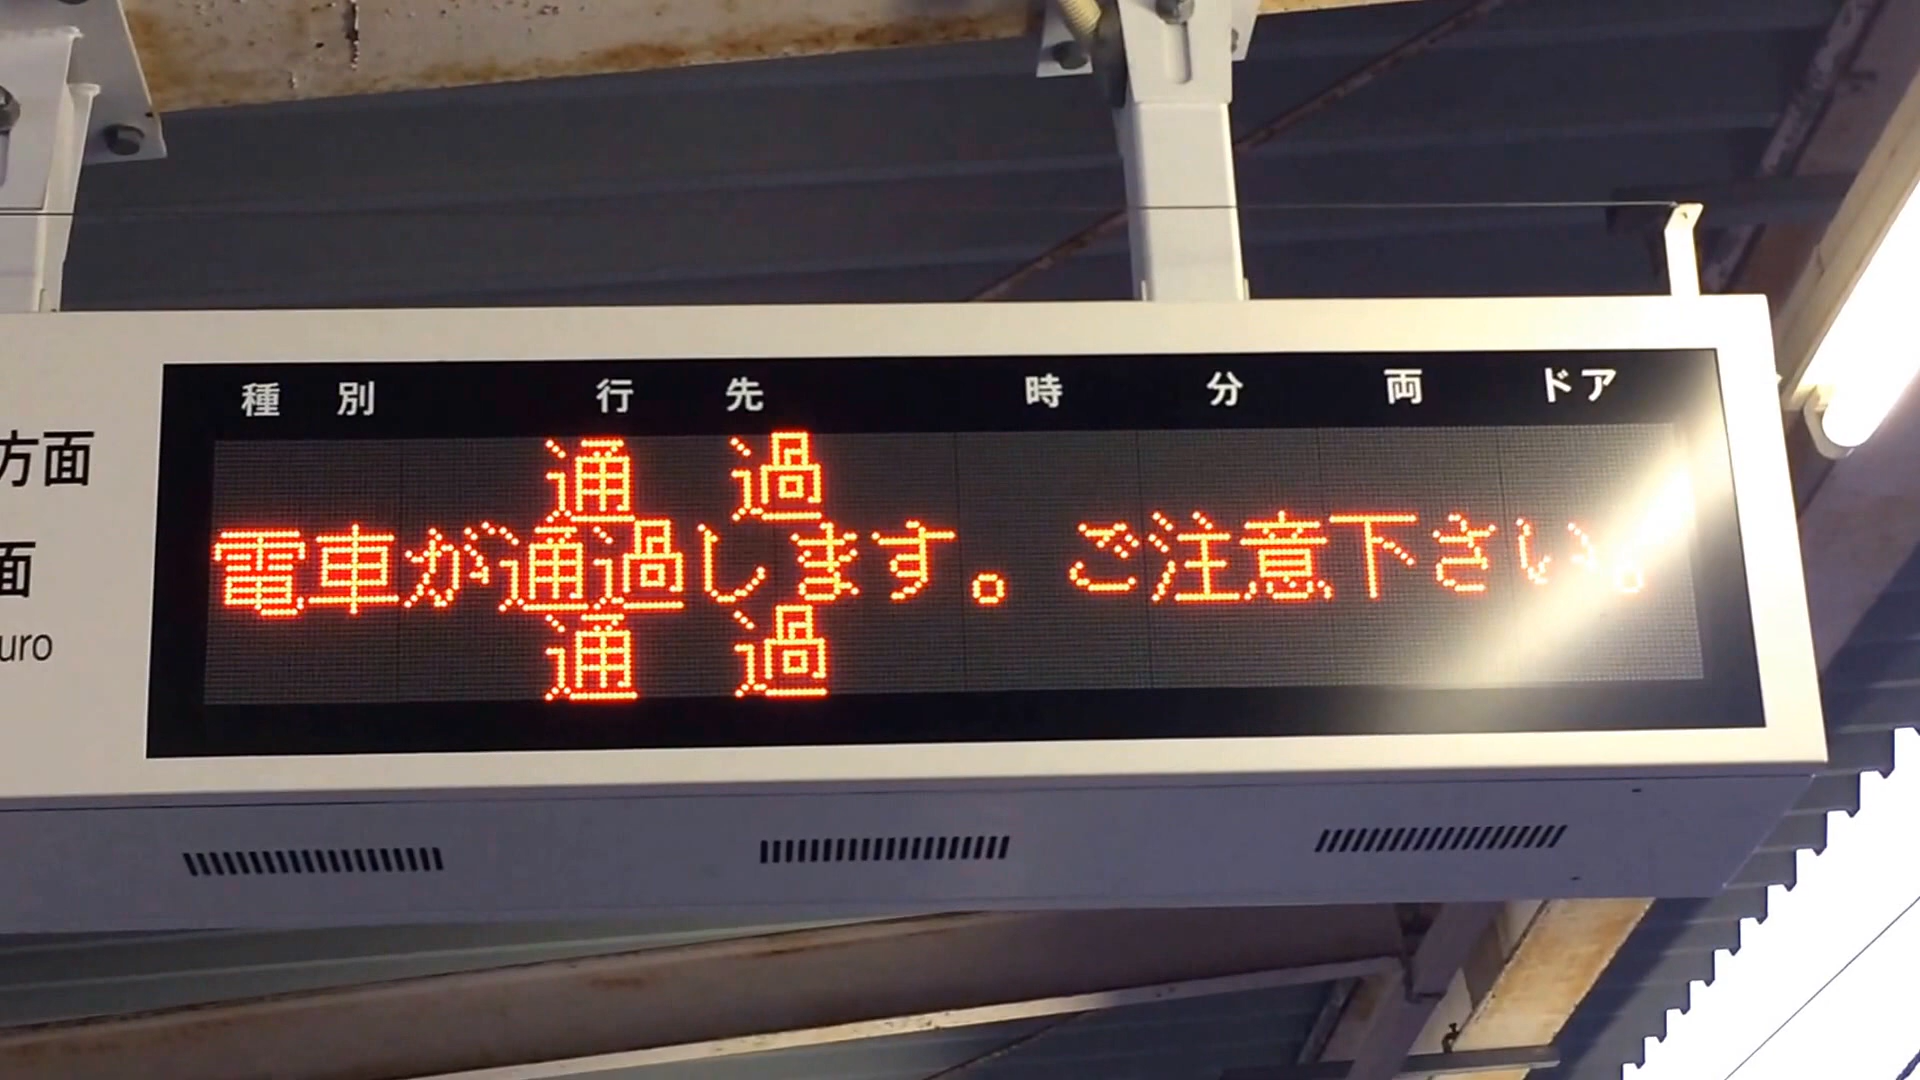 種別 行先 時 分 両 ドア
通 過
電車が通過します。ご注意下さい。
通 過
方面
面
uro